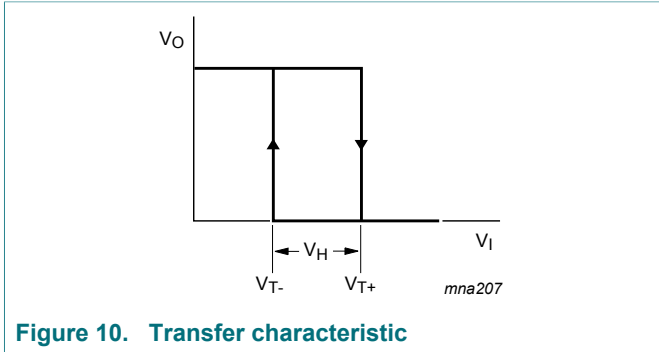 VO
VI
VH
VT-
VT+
mna207
Figure 10. Transfer characteristic